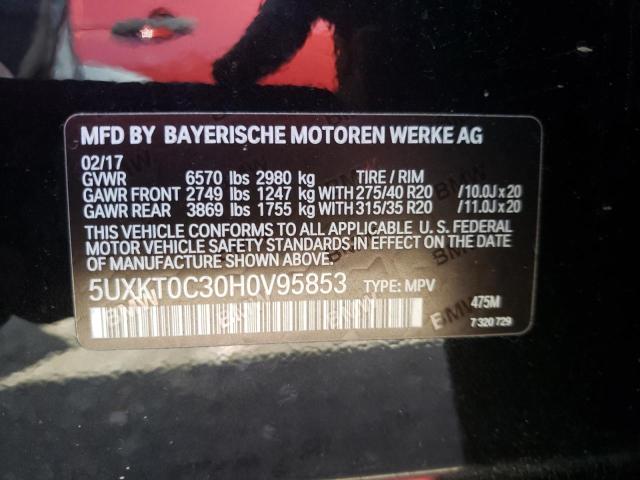 MFD BY BAYERISCHE MOTOREN WERKE AG
02/17
GVWR 6570 lbs 2980 kg TIRE / RIM
GAWR FRONT 2749 lbs 1247 kg WITH 275/40 R20 /10.0J x 20
GAWR REAR 3869 lbs 1755 kg WITH 315/35 R20 /11.0J x 20
THIS VEHICLE CONFORMS TO ALL APPLICABLE U. S. FEDERAL
MOTOR VEHICLE SAFETY STANDARDS IN EFFECT ON THE DATE
OF MANUFACTURE SHOWN ABOVE.
5UXKT0C30H0V95853 TYPE: MPV
475M
7 320 729